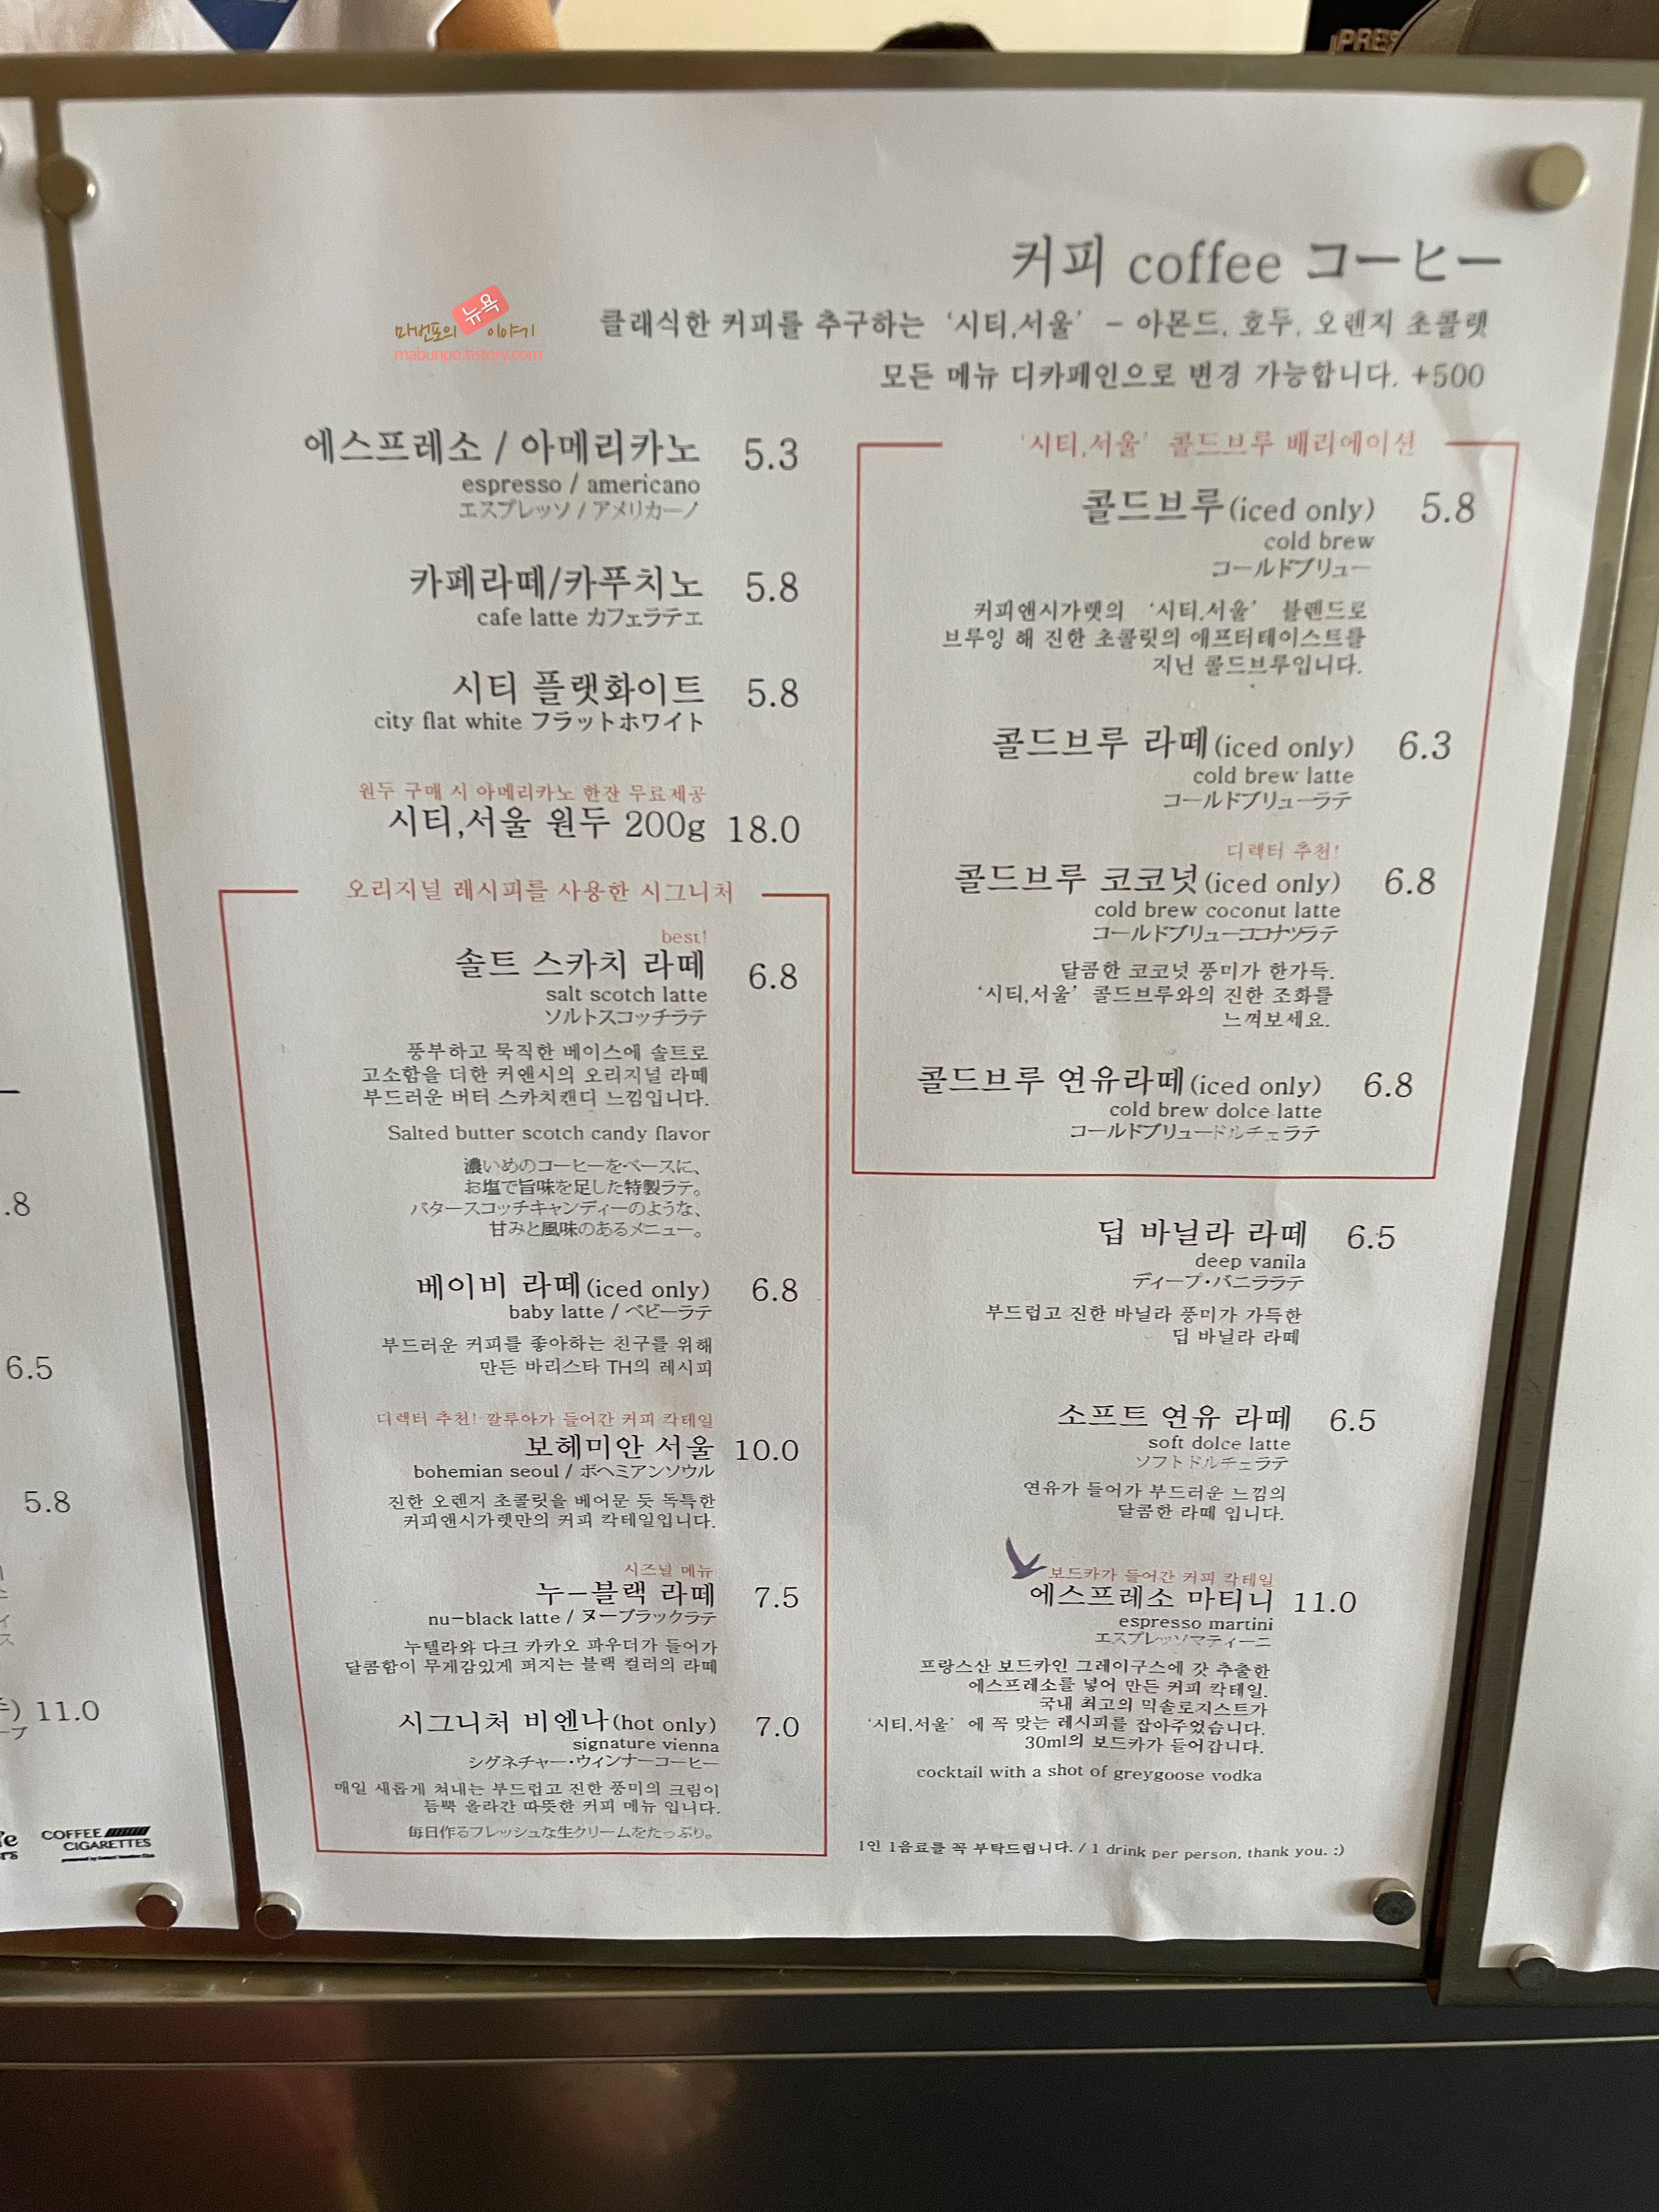 PRES
커피 coffee コーヒー
마번포의 뉴욕 이야기
mabunpo.tistory.com
클래식한 커피를 추구하는 '시티,서울' - 아몬드, 호두, 오렌지 초콜렛
모든 메뉴 디카페인으로 변경 가능합니다. +500
에스프레소 / 아메리카노 5.3
espresso / americano
エスプレッソ / アメリカーノ
카페라떼/카푸치노 5.8
cafe latte カフェラテエ
시티 플랫화이트 5.8
city flat white フラットホワイト
원두 구매 시 아메리카노 한잔 무료제공
시티,서울 원두 200g 18.0
오리지널 레시피를 사용한 시그니처
best!
솔트 스카치 라떼 6.8
salt scotch latte
ソルトスコッチラテ
풍부하고 묵직한 베이스에 솔트로
고소함을 더한 커앤시의 오리지널 라떼
부드러운 버터 스카치캔디 느낌입니다.
Salted butter scotch candy flavor
濃いめのコーヒーをベースに、
お塩で旨味を足した特製ラテ。
バタースコッチキャンディーのような、
甘みと風味のあるメニュー。
베이비 라떼(iced only) 6.8
baby latte / ベビーラテ
부드러운 커피를 좋아하는 친구를 위해
만든 바리스타 TH의 레시피
디렉터 추천! 깔루아가 들어간 커피 칵테일
보헤미안 서울 10.0
bohemian seoul / ボヘミアンソウル
진한 오렌지 초콜릿을 베어문 듯 독특한
커피앤시가렛만의 커피 칵테일입니다.
시즈널 메뉴
누-블랙 라떼 7.5
nu-black latte / ヌーブラックラテ
누텔라와 다크 카카오 파우더가 들어가
달콤함이 무게감있게 퍼지는 블랙 컬러의 라떼
시그니처 비엔나(hot only) 7.0
signature vienna
シグネチャー・ウィンナーコーヒー
매일 새롭게 쳐내는 부드럽고 진한 풍미의 크림이
듬뿍 올라간 따뜻한 커피 메뉴 입니다.
毎日作るフレッシュな生クリームをたっぷり。
'시티,서울' 콜드브루 배리에이션
콜드브루(iced only) 5.8
cold brew
コールドブリュー
커피앤시가렛의 '시티,서울' 블렌드로
브루잉 해 진한 초콜릿의 애프터테이스트를
지닌 콜드브루입니다.
콜드브루 라떼(iced only) 6.3
cold brew latte
コールドブリューラテ
디렉터 추천!
콜드브루 코코넛(iced only) 6.8
cold brew coconut latte
コールドブリューココナツラテ
달콤한 코코넛 풍미가 한가득.
'시티,서울' 콜드브루와의 진한 조화를
느껴보세요.
콜드브루 연유라떼(iced only) 6.8
cold brew dolce latte
コールドブリュードルチェラテ
딥 바닐라 라떼 6.5
deep vanila
ディープ・バニララテ
부드럽고 진한 바닐라 풍미가 가득한
딥 바닐라 라떼
소프트 연유 라떼 6.5
soft dolce latte
ソフトドルチェラテ
연유가 들어가 부드러운 느낌의
달콤한 라떼 입니다.
보드카가 들어간 커피 칵테일
에스프레소 마티니 11.0
espresso martini
エスプレッソマティーニ
프랑스산 보드카인 그레이구스에 갓 추출한
에스프레소를 넣어 만든 커피 칵테일.
국내 최고의 믹솔로지스트가
'시티,서울' 에 꼭 맞는 레시피를 잡아주었습니다.
30ml의 보드카가 들어갑니다.
cocktail with a shot of greygoose vodka
1인 1음료를 꼭 부탁드립니다. / 1 drink per person, thank you. :)
.8
6.5
5.8
11.0
COFFEE
CIGARETTES